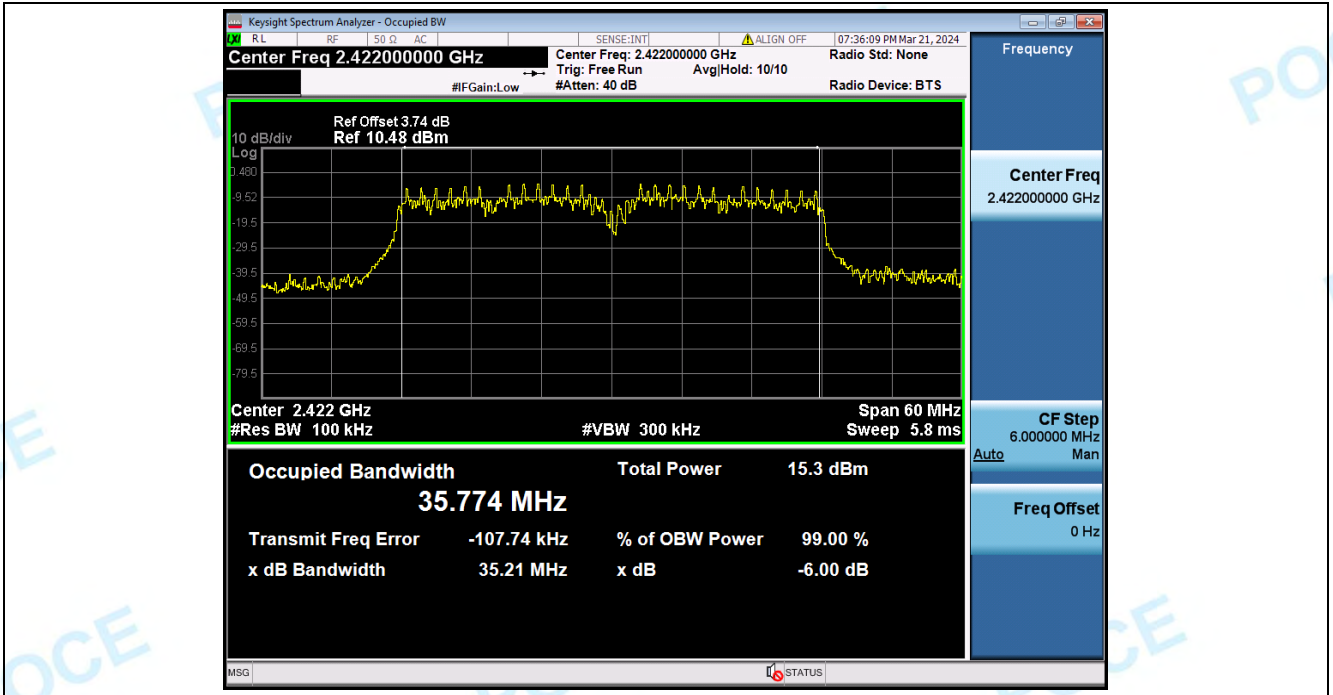 Keysight Spectrum Analyzer - Occupied BW
LXI RL RF 50 Ω AC SENSE:INT ALIGN OFF 07:36:09 PM Mar 21, 2024
Center Freq 2.422000000 GHz
Center Freq: 2.422000000 GHz Radio Std: None
Trig: Free Run Avg|Hold: 10/10
#IFGain:Low #Atten: 40 dB Radio Device: BTS
Ref Offset 3.74 dB
10 dB/div Ref 10.48 dBm
Log
0.480
-9.52
-19.5
-29.5
-39.5
-49.5
-59.5
-69.5
-79.5
Center 2.422 GHz Span 60 MHz
#Res BW 100 kHz #VBW 300 kHz Sweep 5.8 ms
Occupied Bandwidth Total Power 15.3 dBm
35.774 MHz
Transmit Freq Error -107.74 kHz % of OBW Power 99.00 %
x dB Bandwidth 35.21 MHz x dB -6.00 dB
MSG STATUS
Frequency
Center Freq
2.422000000 GHz
CF Step
6.000000 MHz
Auto Man
Freq Offset
0 Hz
PO
CE
OCE
CE